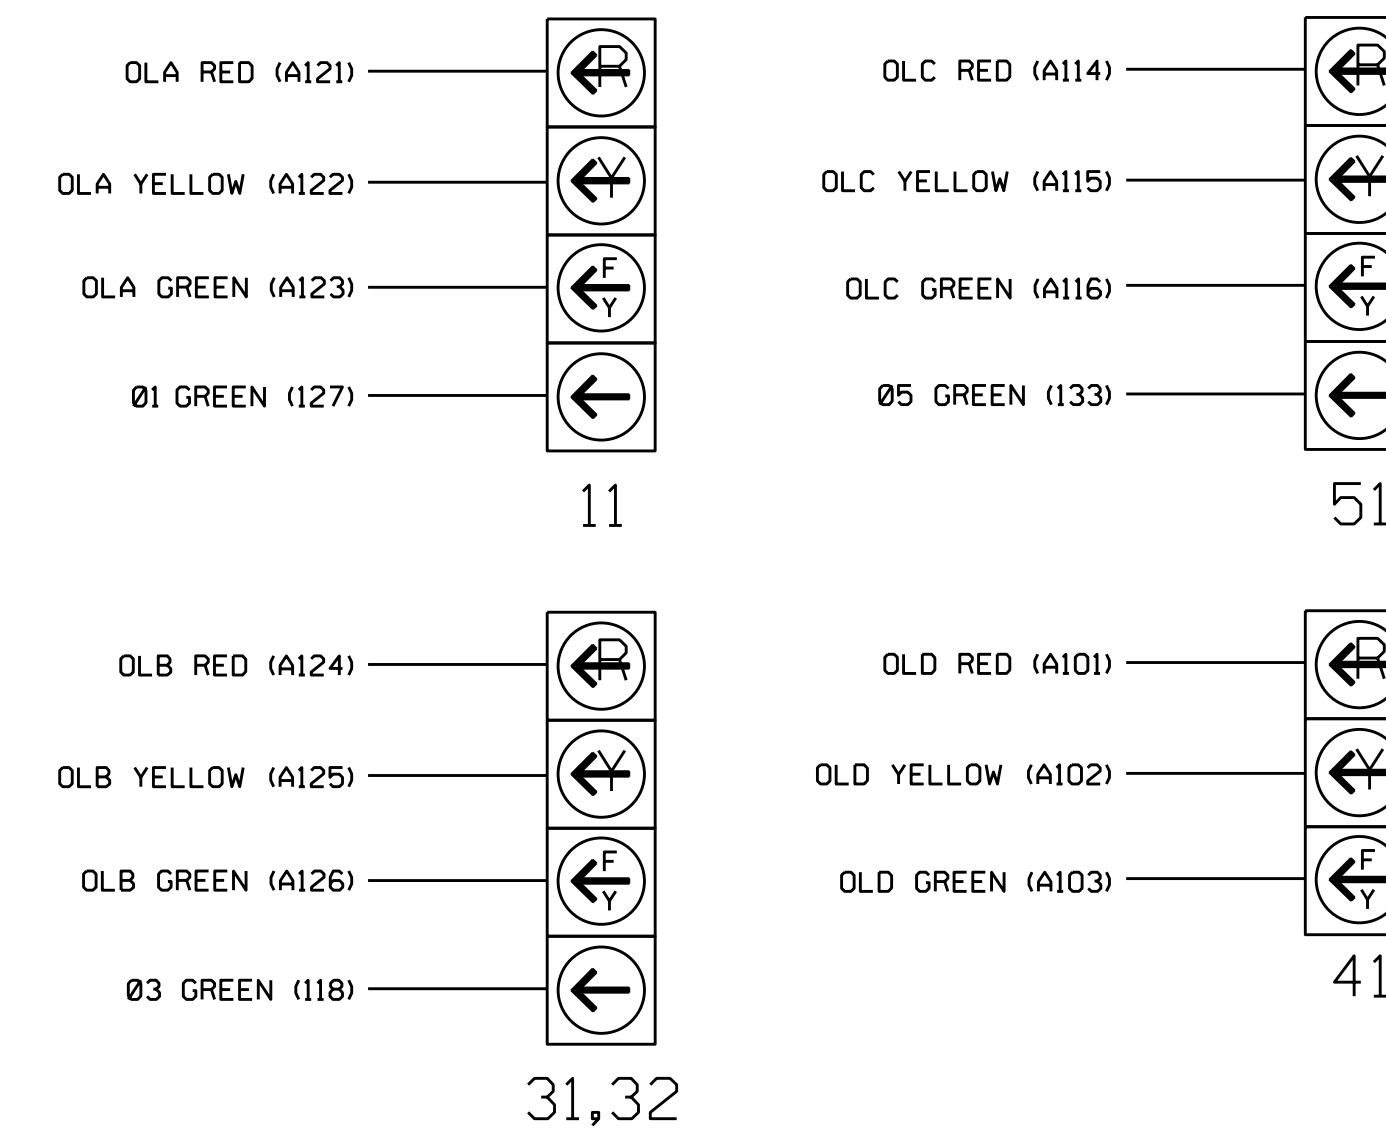 OLA RED (A121)
R
OLA YELLOW (A122)
Y
OLA GREEN (A123)
F
Y
Ø1 GREEN (127)
11
OLC RED (A114)
R
OLC YELLOW (A115)
Y
OLC GREEN (A116)
F
Y
Ø5 GREEN (133)
51
OLB RED (A124)
R
OLB YELLOW (A125)
Y
OLB GREEN (A126)
F
Y
Ø3 GREEN (118)
31,32
OLD RED (A101)
R
OLD YELLOW (A102)
Y
OLD GREEN (A103)
F
Y
41